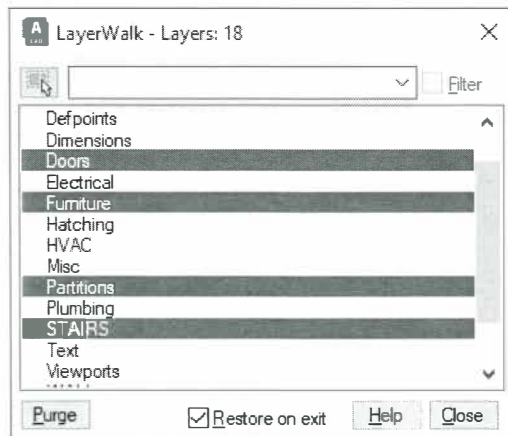 A
CAD
LayerWalk - Layers: 18
Filter
Defpoints
Dimensions
Doors
Electrical
Furniture
Hatching
HVAC
Misc
Partitions
Plumbing
STAIRS
Text
Viewports
Purge
Restore on exit
Help
Close